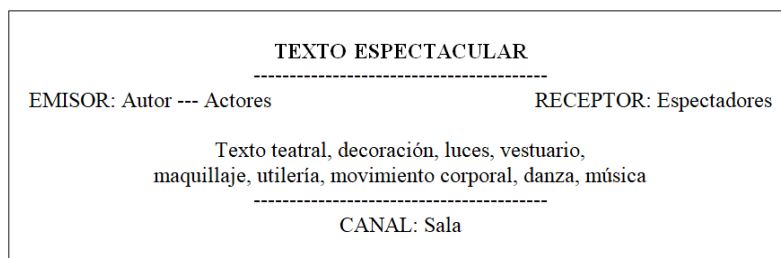 TEXTO ESPECTACULAR
-----------------------------------------
EMISOR: Autor --- Actores RECEPTOR: Espectadores
Texto teatral, decoración, luces, vestuario,
maquillaje, utilería, movimiento corporal, danza, música
-----------------------------------------
CANAL: Sala